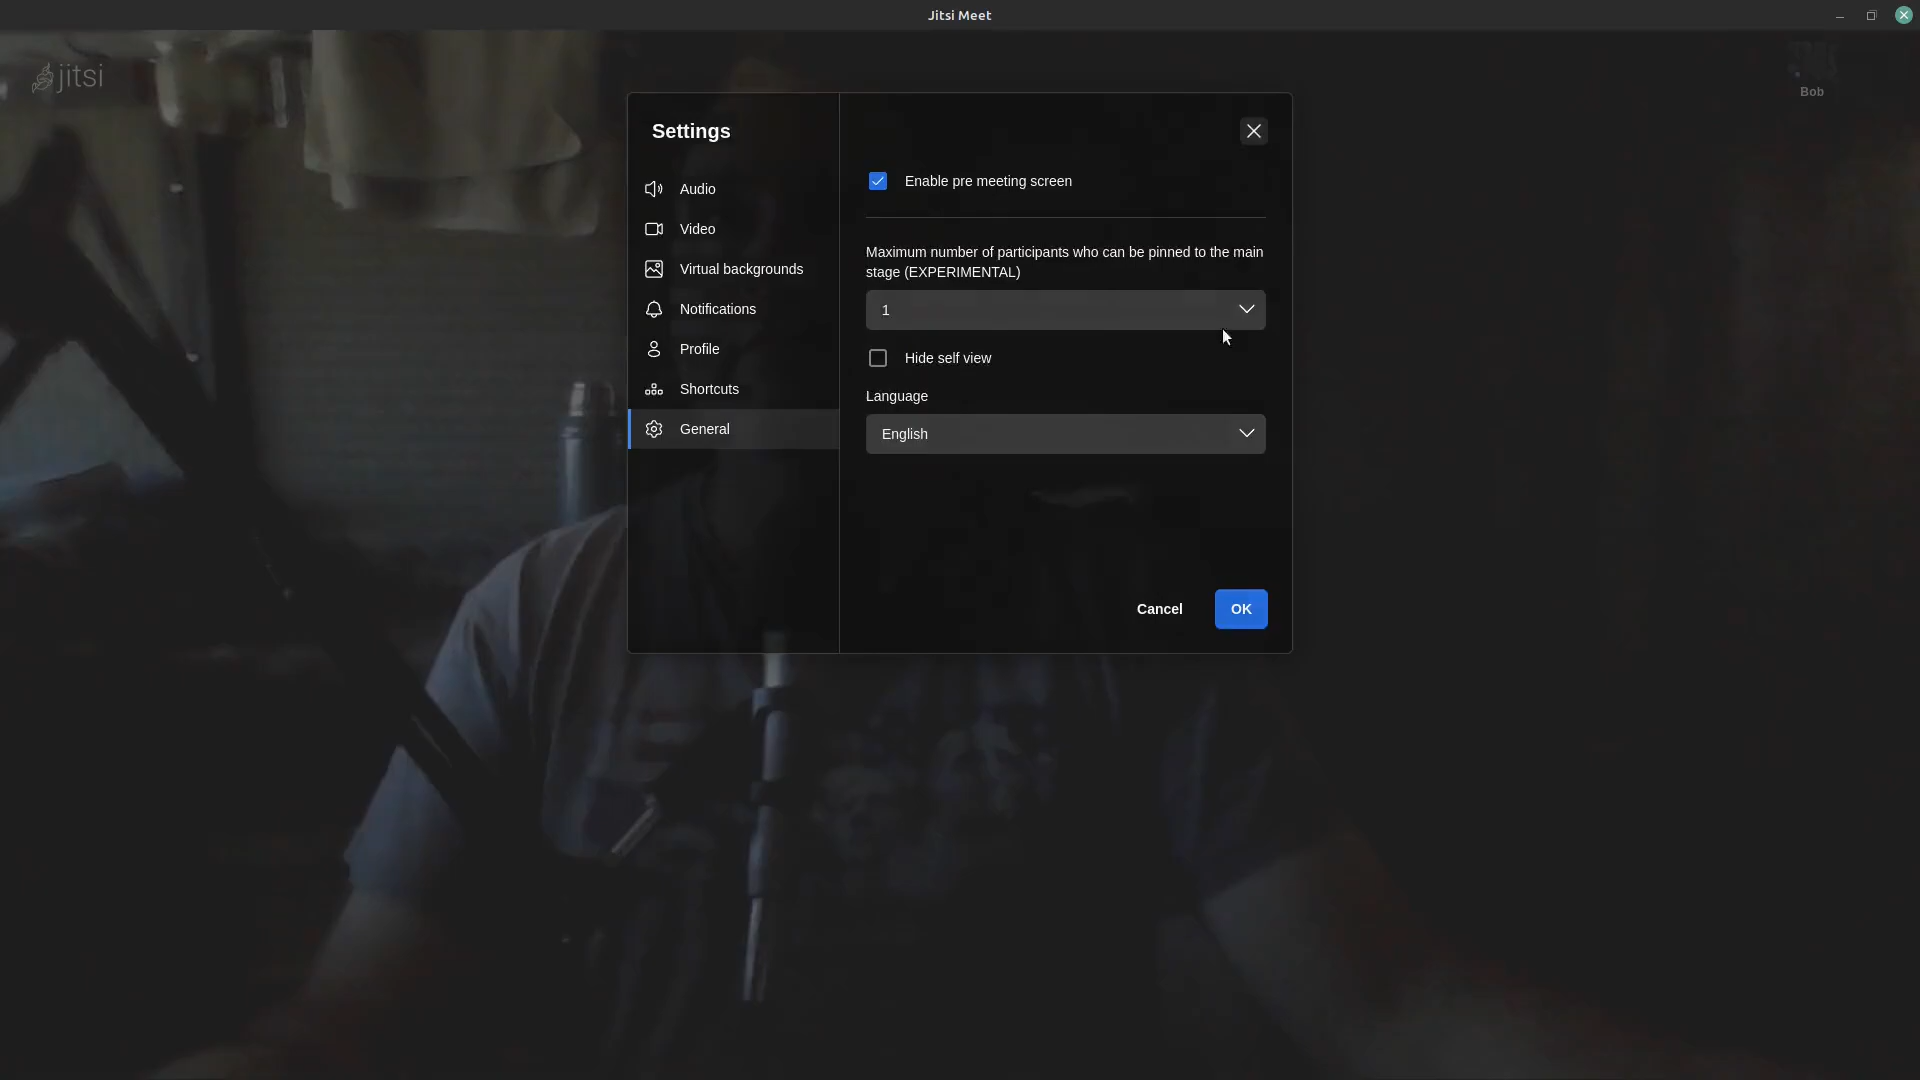 Jitsi Meet
jitsi
Bob
Settings
Audio
Video
Virtual backgrounds
Notifications
Profile
Shortcuts
General
Enable pre meeting screen
Maximum number of participants who can be pinned to the main
stage (EXPERIMENTAL)
1
Hide self view
Language
English
Cancel
OK